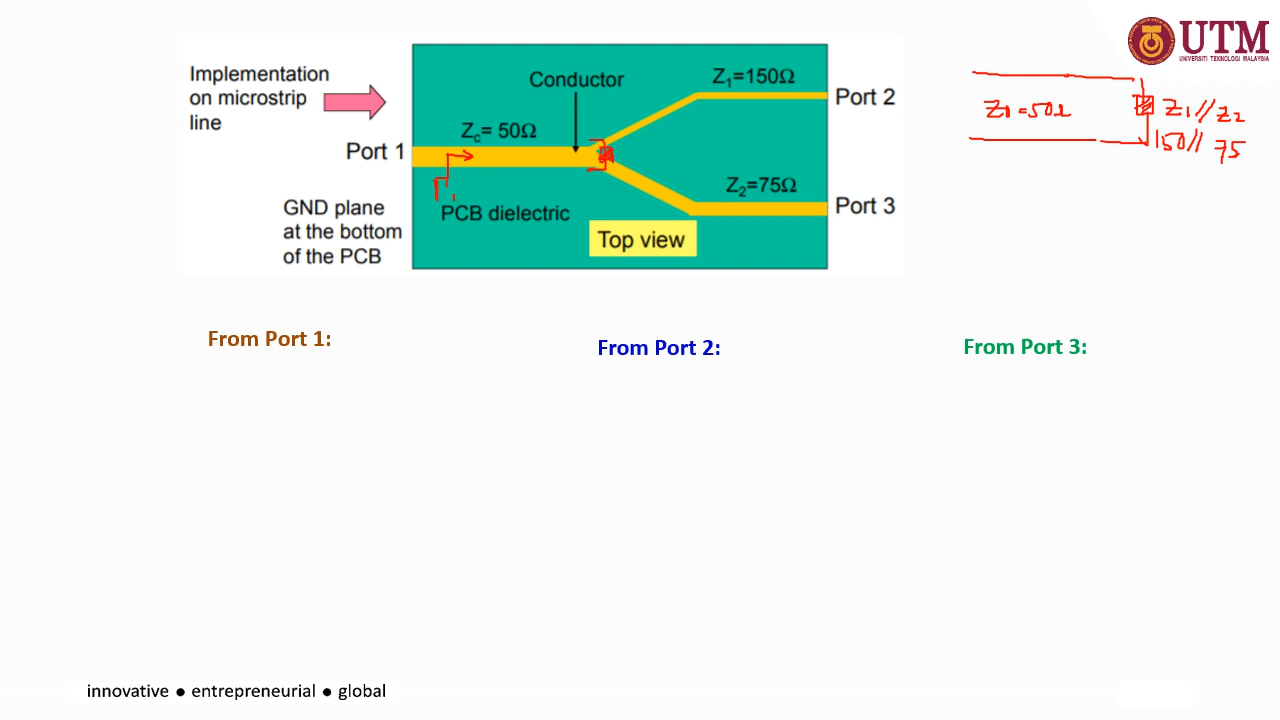 UTM
UNIVERSITI TEKNOLOGI MALAYSIA
Implementation
on microstrip
line
Conductor
Z1=150Ω
Port 2
Zc= 50Ω
Port 1
Z2=75Ω
Port 3
GND plane
at the bottom
of the PCB
PCB dielectric
Γ1
Top view
Z0=50Ω
Z1//Z2
150//75
From Port 1:
From Port 2:
From Port 3:
innovative ● entrepreneurial ● global